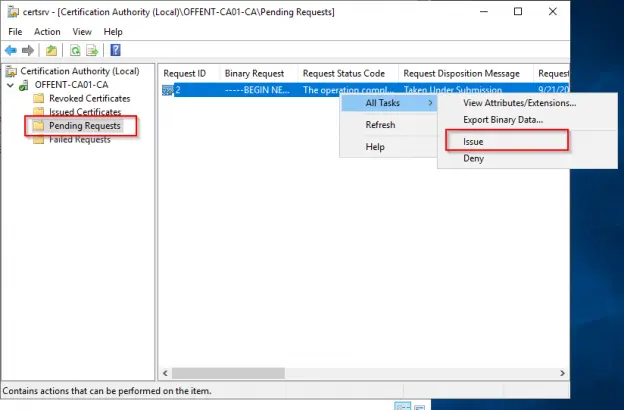 certsrv - [Certification Authority (Local)\OFFENT-CA01-CA\Pending Requests]
File Action View Help
Certification Authority (Local)
OFFENT-CA01-CA
Revoked Certificates
Issued Certificates
Pending Requests
Failed Requests
Request ID Binary Request Request Status Code Request Disposition Message Reques
2 -----BEGIN NE... The operation compl... Taken Under Submission 9/21/20
All Tasks
Refresh
Help
View Attributes/Extensions...
Export Binary Data...
Issue
Deny
Contains actions that can be performed on the item.